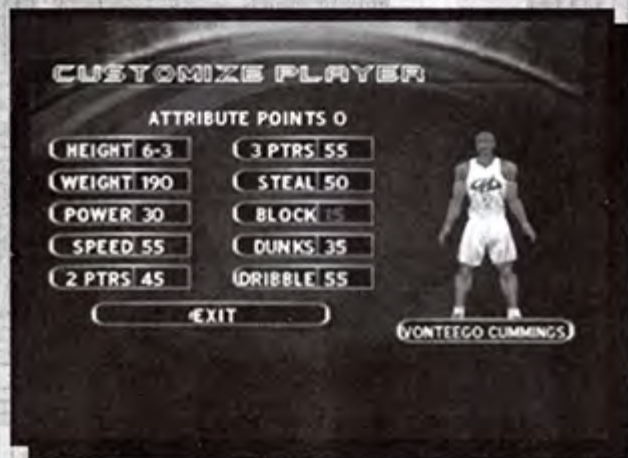 CUSTOMIZE PLAYER
ATTRIBUTE POINTS 0
HEIGHT 6-3
3 PTRS 55
WEIGHT 190
STEAL 50
POWER 30
BLOCK 15
SPEED 55
DUNKS 35
2 PTRS 45
DRIBBLE 55
EXIT
VONTEEGO CUMMINGS